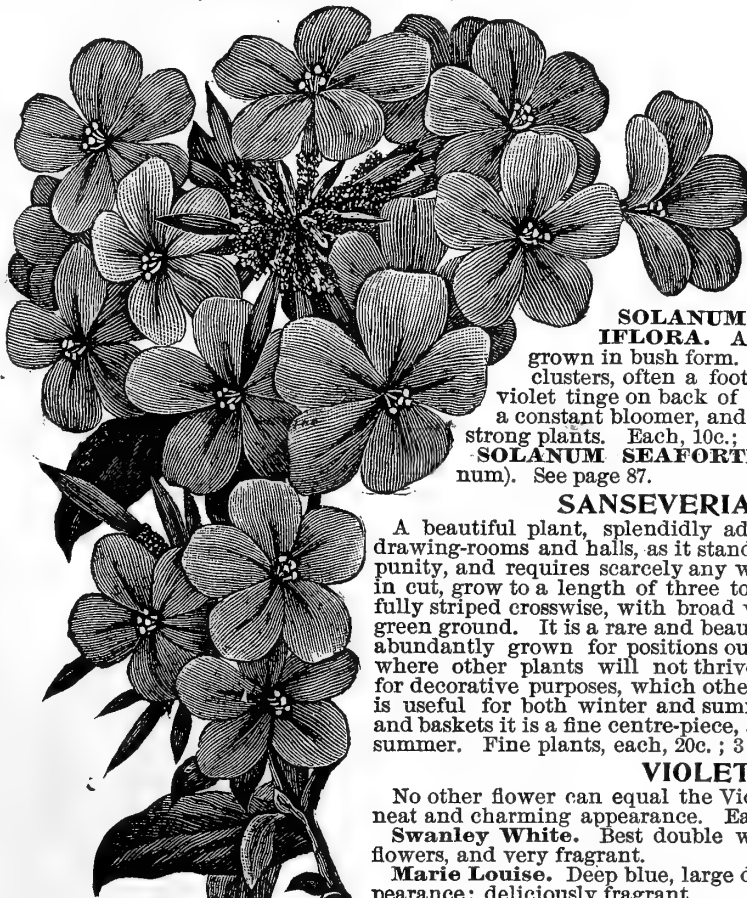 SOLANUM
IFLORA. A
grown in bush form.
clusters, often a foot
violet tinge on back of
a constant bloomer, and
strong plants. Each, 10c.;
SOLANUM SEAFORT
num). See page 87.
SANSEVERIA
A beautiful plant, splendidly ad
drawing-rooms and halls, as it stand
punity, and requires scarcely any w
in cut, grow to a length of three to
fully striped crosswise, with broad v
green ground. It is a rare and beau
abundantly grown for positions ou
where other plants will not thriv
for decorative purposes, which othe
is useful for both winter and sum
and baskets it is a fine centre-piece,
summer. Fine plants, each, 20c. ; 3
VIOLET
No other flower can equal the Vio
neat and charming appearance. Ea
Swanley White. Best double w
flowers, and very fragrant.
Marie Louise. Deep blue, large d
pearance; deliciously fragrant